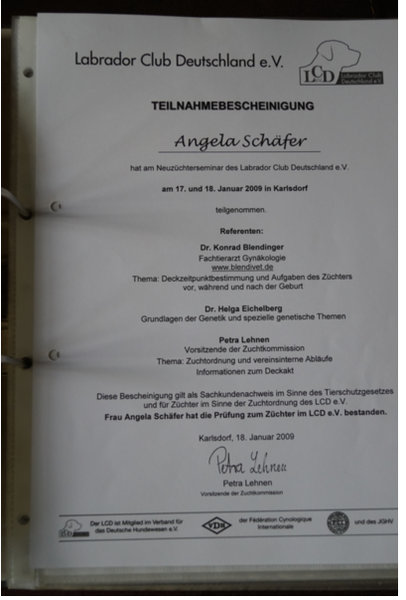 Labrador Club Deutschland e.V.
LCD Labrador Club Deutschland e.V.
TEILNAHMEBESCHEINIGUNG
Angela Schäfer
hat am Neuzüchterseminar des Labrador Club Deutschland e.V.
am 17. und 18. Januar 2009 in Karlsdorf
teilgenommen.
Referenten:
Dr. Konrad Blendinger
Fachtierarzt Gynäkologie
www.blendivet.de
Thema: Deckzeitpunktbestimmung und Aufgaben des Züchters
vor, während und nach der Geburt
Dr. Helga Eichelberg
Grundlagen der Genetik und spezielle genetische Themen
Petra Lehnen
Vorsitzende der Zuchtkommission
Thema: Zuchtordnung und vereinsinterne Abläufe
Informationen zum Deckakt
Diese Bescheinigung gilt als Sachkundenachweis im Sinne des Tierschutzgesetzes
und für Züchter im Sinne der Zuchtordnung des LCD e.V.
Frau Angela Schäfer hat die Prüfung zum Züchter im LCD e.V. bestanden.
Karlsdorf, 18. Januar 2009
Petra Lehnen
Petra Lehnen
Vorsitzende der Zuchtkommission
Der LCD ist Mitglied im Verband für
das Deutsche Hundewesen e.V.
VDH
der Fédération Cynologique
Internationale
und des JGHV